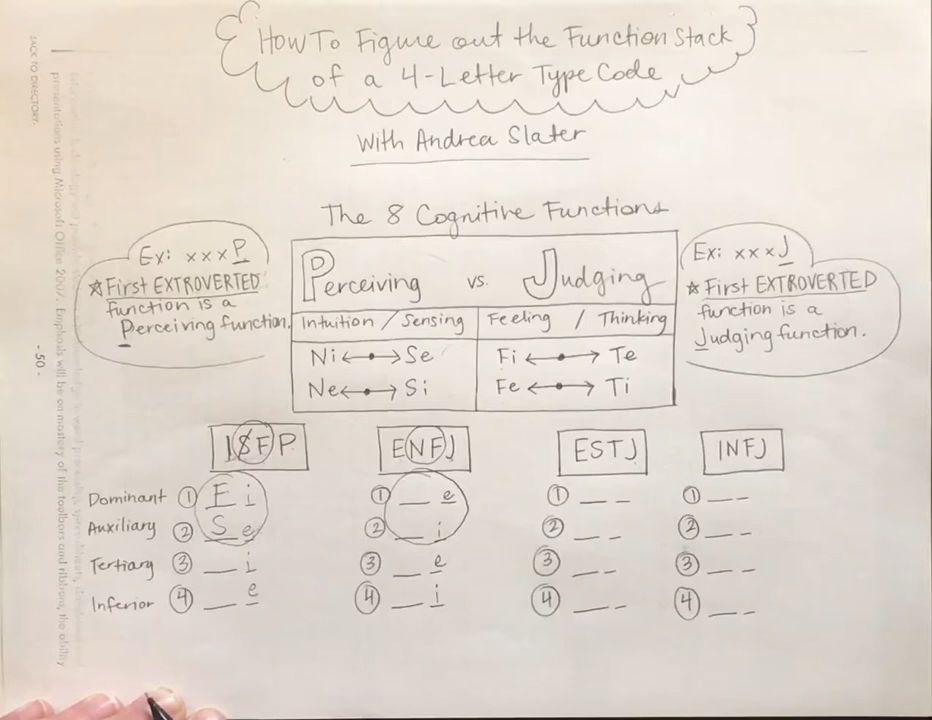 How To Figure out the Function Stack
of a 4-Letter Type Code
With Andrea Slater
The 8 Cognitive Functions
Ex: xxxP
☆ First EXTROVERTED
function is a
Perceiving function.
Perceiving vs. Judging
Intuition / Sensing Feeling / Thinking
Ni ←•→ Se Fi ←•→ Te
Ne ←•→ Si Fe ←•→ Ti
Ex: xxxJ
☆ First EXTROVERTED
function is a
Judging function.
ISFP ENFJ ESTJ INFJ
Dominant ① F i ① _ e ① _ _ ① _ _
Auxiliary ② S e ② _ i ② _ _ ② _ _
Tertiary ③ _ i ③ _ e ③ _ _ ③ _ _
Inferior ④ _ e ④ _ i ④ _ _ ④ _ _
BACK TO DIRECTORY.
- 50 -
presentations using Microsoft Office 2007. Emphasis will be on mastery of the toolbars and ribbons, the ability